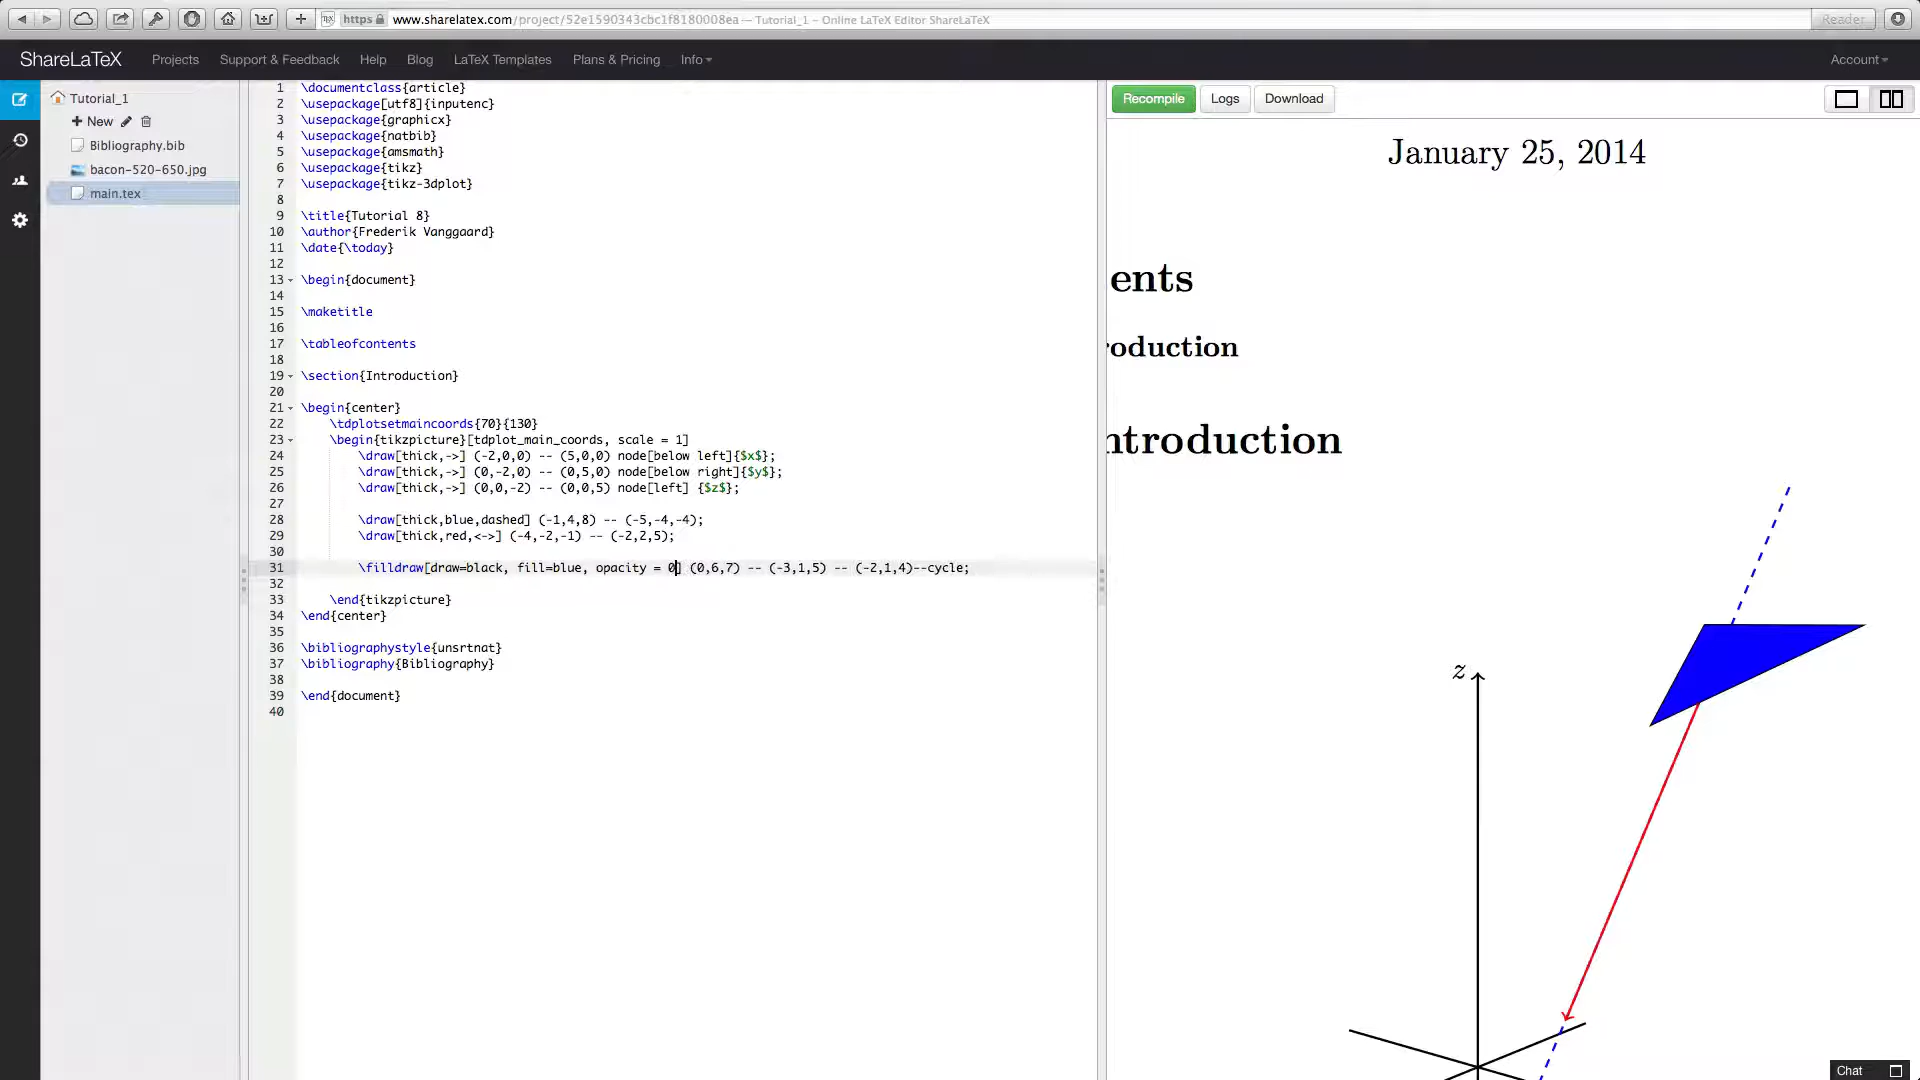 https www.sharelatex.com/project/52e1590343cbc1f8180008ea — Tutorial_1 – Online LaTeX Editor ShareLaTeX Reader
ShareLaTeX Projects Support & Feedback Help Blog LaTeX Templates Plans & Pricing Info Account
Tutorial_1
New
Bibliography.bib
bacon-520-650.jpg
main.tex
1 \documentclass{article}
2 \usepackage[utf8]{inputenc}
3 \usepackage{graphicx}
4 \usepackage{natbib}
5 \usepackage{amsmath}
6 \usepackage{tikz}
7 \usepackage{tikz-3dplot}
8
9 \title{Tutorial 8}
10 \author{Frederik Vanggaard}
11 \date{\today}
12
13 \begin{document}
14
15 \maketitle
16
17 \tableofcontents
18
19 \section{Introduction}
20
21 \begin{center}
22 \tdplotsetmaincoords{70}{130}
23 \begin{tikzpicture}[tdplot_main_coords, scale = 1]
24 \draw[thick,->] (-2,0,0) -- (5,0,0) node[below left]{$x$};
25 \draw[thick,->] (0,-2,0) -- (0,5,0) node[below right]{$y$};
26 \draw[thick,->] (0,0,-2) -- (0,0,5) node[left] {$z$};
27
28 \draw[thick,blue,dashed] (-1,4,8) -- (-5,-4,-4);
29 \draw[thick,red,<->] (-4,-2,-1) -- (-2,2,5);
30
31 \filldraw[draw=black, fill=blue, opacity = 0] (0,6,7) -- (-3,1,5) -- (-2,1,4)--cycle;
32
33 \end{tikzpicture}
34 \end{center}
35
36 \bibliographystyle{unsrtnat}
37 \bibliography{Bibliography}
38
39 \end{document}
40
Recompile Logs Download
January 25, 2014
ents
roduction
ntroduction
z
Chat